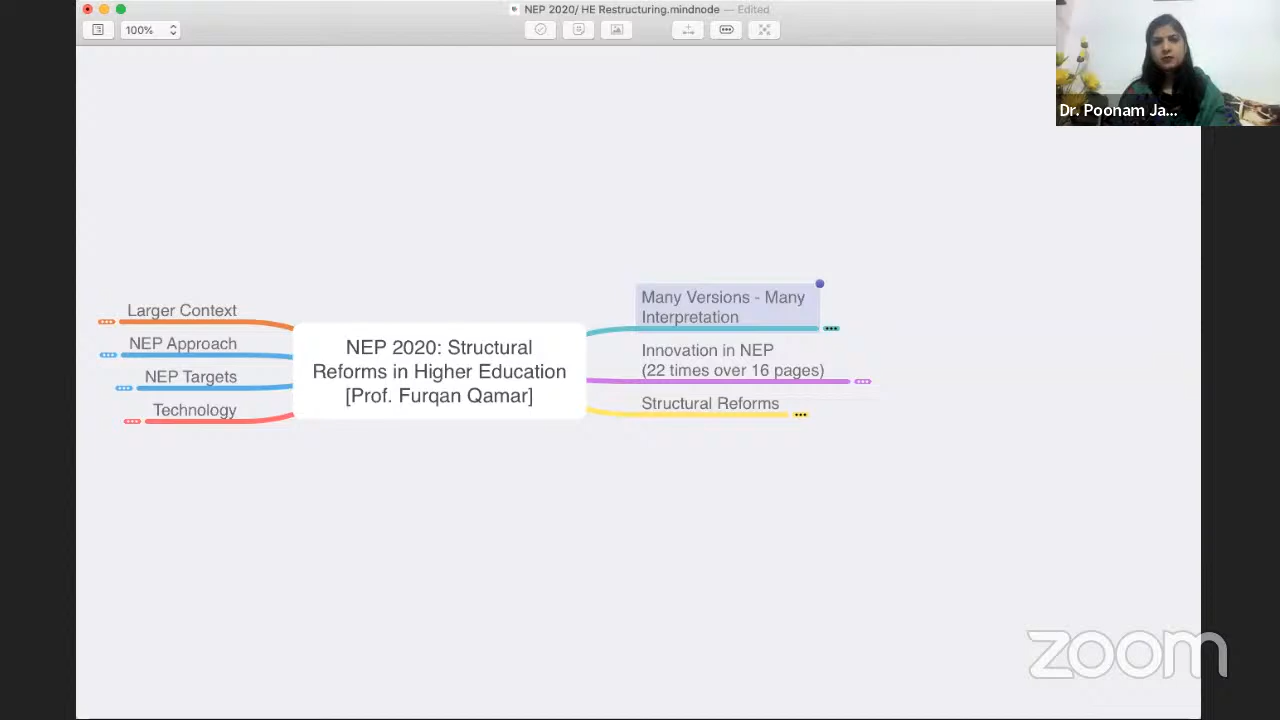 NEP 2020/ HE Restructuring.mindnode — Edited
100%
Dr. Poonam Ja...
Larger Context
NEP Approach
NEP Targets
Technology
NEP 2020: Structural
Reforms in Higher Education
[Prof. Furqan Qamar]
Many Versions - Many
Interpretation
Innovation in NEP
(22 times over 16 pages)
Structural Reforms
zoom